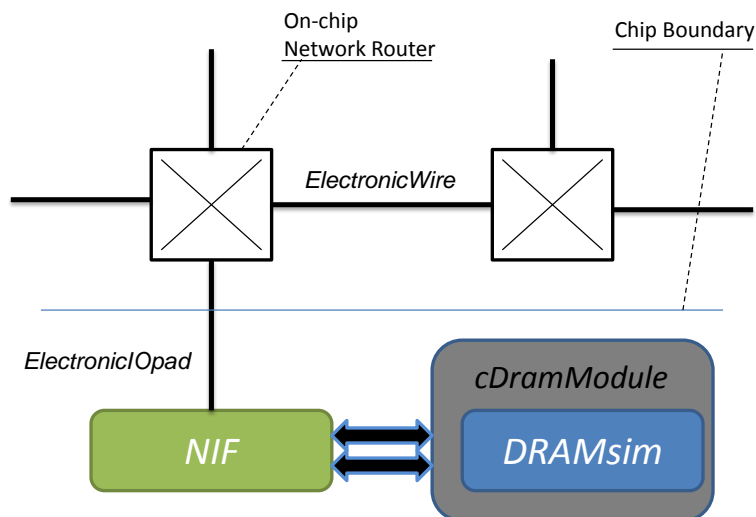 On-chip
Network Router
Chip Boundary
ElectronicWire
ElectronicIOpad
cDramModule
NIF
DRAMsim